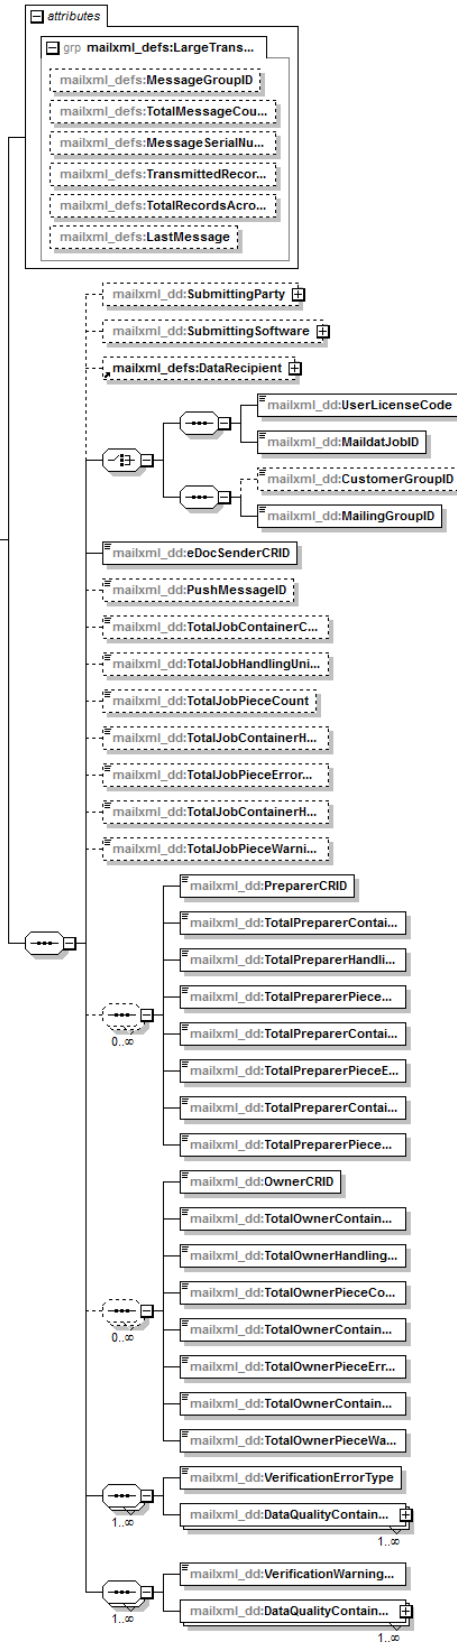 attributes
grp mailxml_defs:LargeTrans...
mailxml_defs:MessageGroupID
mailxml_defs:TotalMessageCou...
mailxml_defs:MessageSerialNu...
mailxml_defs:TransmittedRecor...
mailxml_defs:TotalRecordsAcro...
mailxml_defs:LastMessage
mailxml_dd:SubmittingParty
mailxml_dd:SubmittingSoftware
mailxml_defs:DataRecipient
mailxml_dd:UserLicenseCode
mailxml_dd:MaildatJobID
mailxml_dd:CustomerGroupID
mailxml_dd:MailingGroupID
mailxml_dd:eDocSenderCRID
mailxml_dd:PushMessageID
mailxml_dd:TotalJobContainerC...
mailxml_dd:TotalJobHandlingUni...
mailxml_dd:TotalJobPieceCount
mailxml_dd:TotalJobContainerH...
mailxml_dd:TotalJobPieceError...
mailxml_dd:TotalJobContainerH...
mailxml_dd:TotalJobPieceWarni...
mailxml_dd:PreparerCRID
mailxml_dd:TotalPreparerContai...
mailxml_dd:TotalPreparerHandli...
mailxml_dd:TotalPreparerPiece...
mailxml_dd:TotalPreparerContai...
0..∞
mailxml_dd:TotalPreparerPieceE...
mailxml_dd:TotalPreparerContai...
mailxml_dd:TotalPreparerPiece...
mailxml_dd:OwnerCRID
mailxml_dd:TotalOwnerContain...
mailxml_dd:TotalOwnerHandling...
mailxml_dd:TotalOwnerPieceCo...
mailxml_dd:TotalOwnerContain...
0..∞
mailxml_dd:TotalOwnerPieceErr...
mailxml_dd:TotalOwnerContain...
mailxml_dd:TotalOwnerPieceWa...
mailxml_dd:VerificationErrorType
mailxml_dd:DataQualityContain...
1..∞
1..∞
mailxml_dd:VerificationWarning...
mailxml_dd:DataQualityContain...
1..∞
1..∞